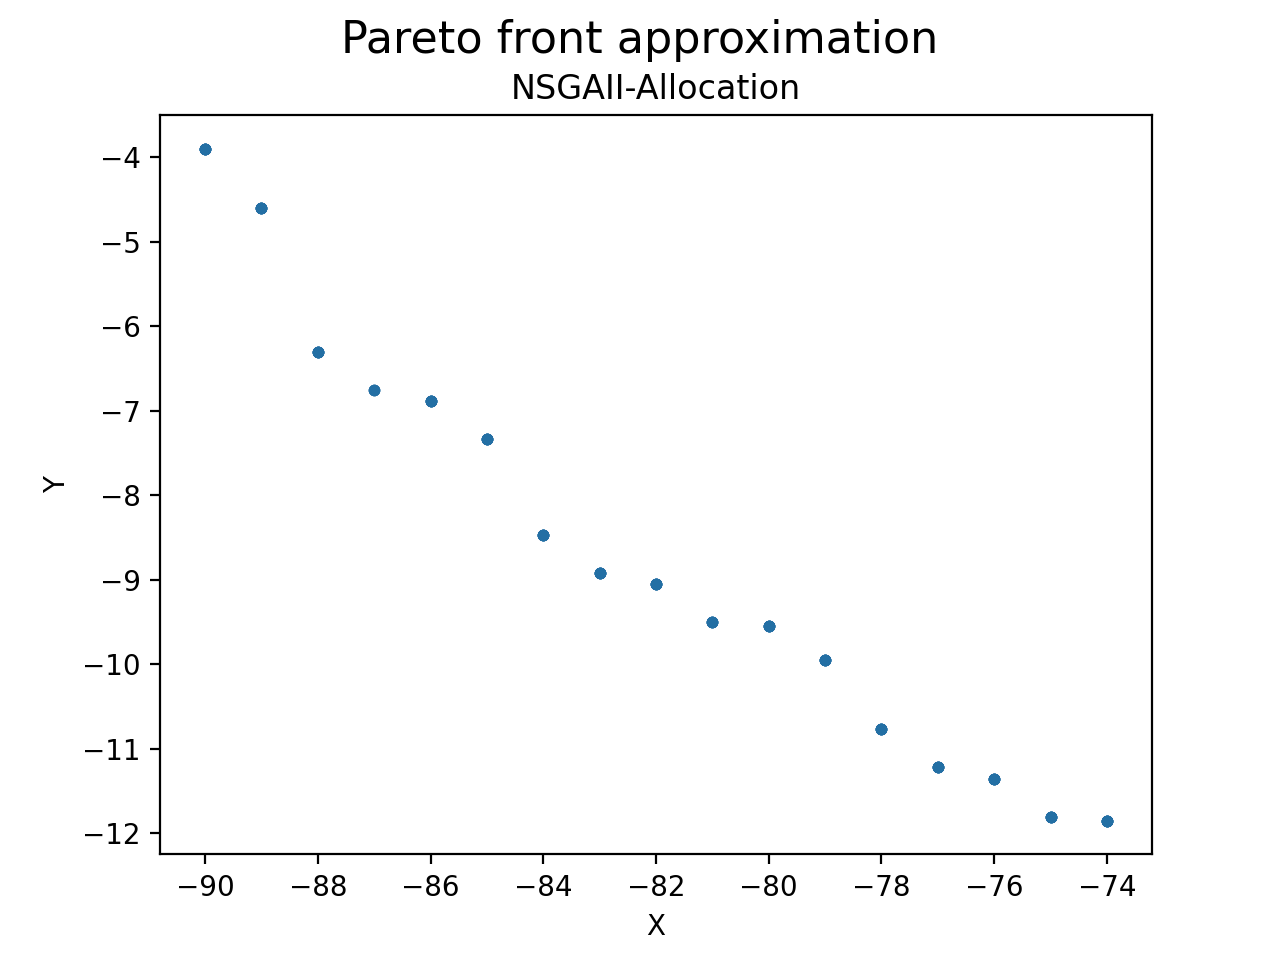 Pareto front approximation
NSGAII-Allocation
−4
−5
−6
−7
−8
−9
−10
−11
−12
Y
−90 −88 −86 −84 −82 −80 −78 −76 −74
X